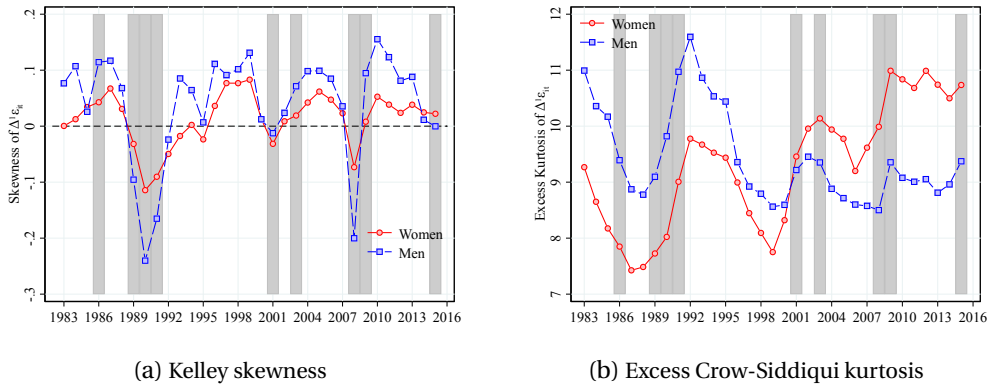 .2
.1
0
-.1
-.2
-.3
Skewness of Δ¹ε_it
Women
Men
1983 1986 1989 1992 1995 1998 2001 2004 2007 2010 2013 2016
(a) Kelley skewness
12
11
10
9
8
7
Excess Kurtosis of Δ¹ε_it
Women
Men
1983 1986 1989 1992 1995 1998 2001 2004 2007 2010 2013 2016
(b) Excess Crow-Siddiqui kurtosis